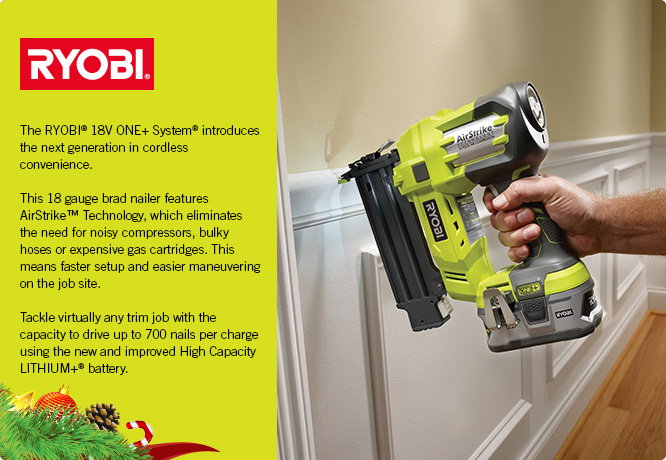 RYOBI®
The RYOBI® 18V ONE+ System® introduces
the next generation in cordless
convenience.
This 18 gauge brad nailer features
AirStrike™ Technology, which eliminates
the need for noisy compressors, bulky
hoses or expensive gas cartridges. This
means faster setup and easier maneuvering
on the job site.
Tackle virtually any trim job with the
capacity to drive up to 700 nails per charge
using the new and improved High Capacity
LITHIUM+® battery.
AirStrike
RYOBI
ONE+
RYOBI